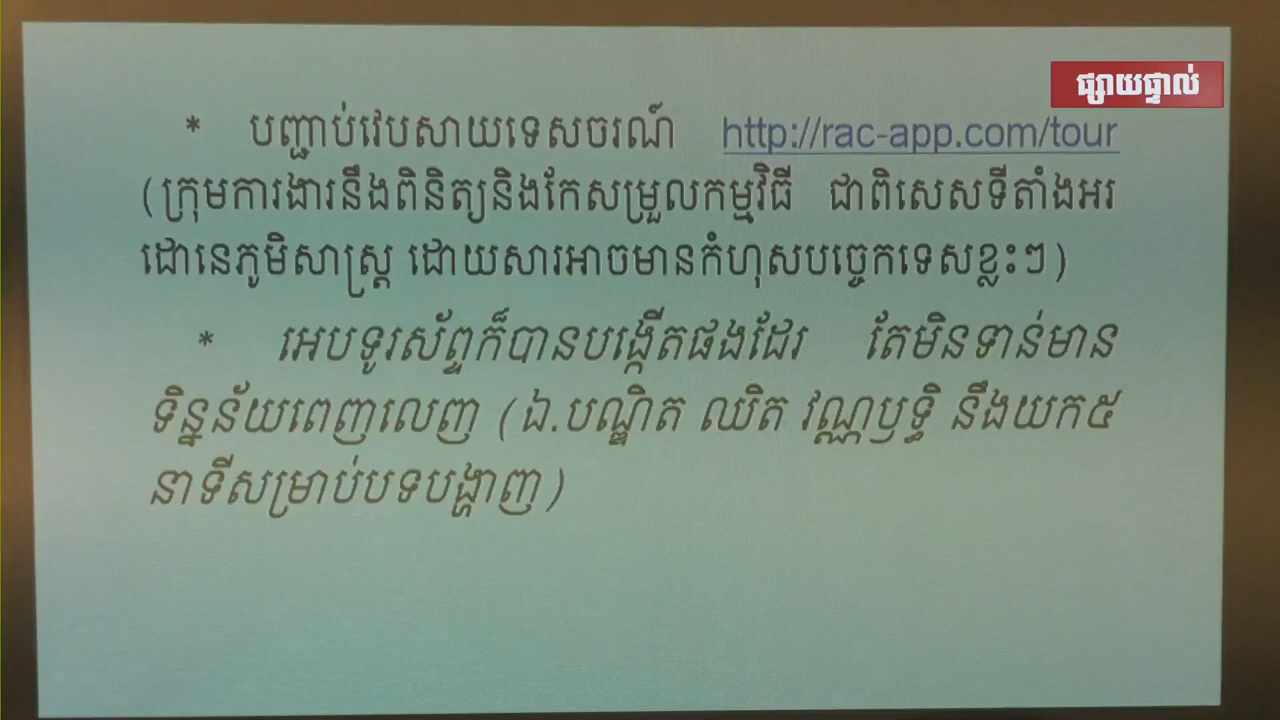 ផ្សាយផ្ទាល់
* បញ្ជាប់វេបសាយទេសចរណ៍ http://rac-app.com/tour
(ក្រុមការងារនឹងពិនិត្យនិងកែសម្រួលកម្មវិធី ជាពិសេសទីតាំងអរ
ដោនេភូមិសាស្ត្រ ដោយសារអាចមានកំហុសបច្ចេកទេសខ្លះៗ)
* អេបទូរស័ព្ទក៏បានបង្កើតផងដែរ តែមិនទាន់មាន
ទិន្នន័យពេញលេញ (ឯ.បណ្ឌិត ឈិត វណ្ណឫទ្ធិ នឹងយក៥
នាទីសម្រាប់បទបង្ហាញ)